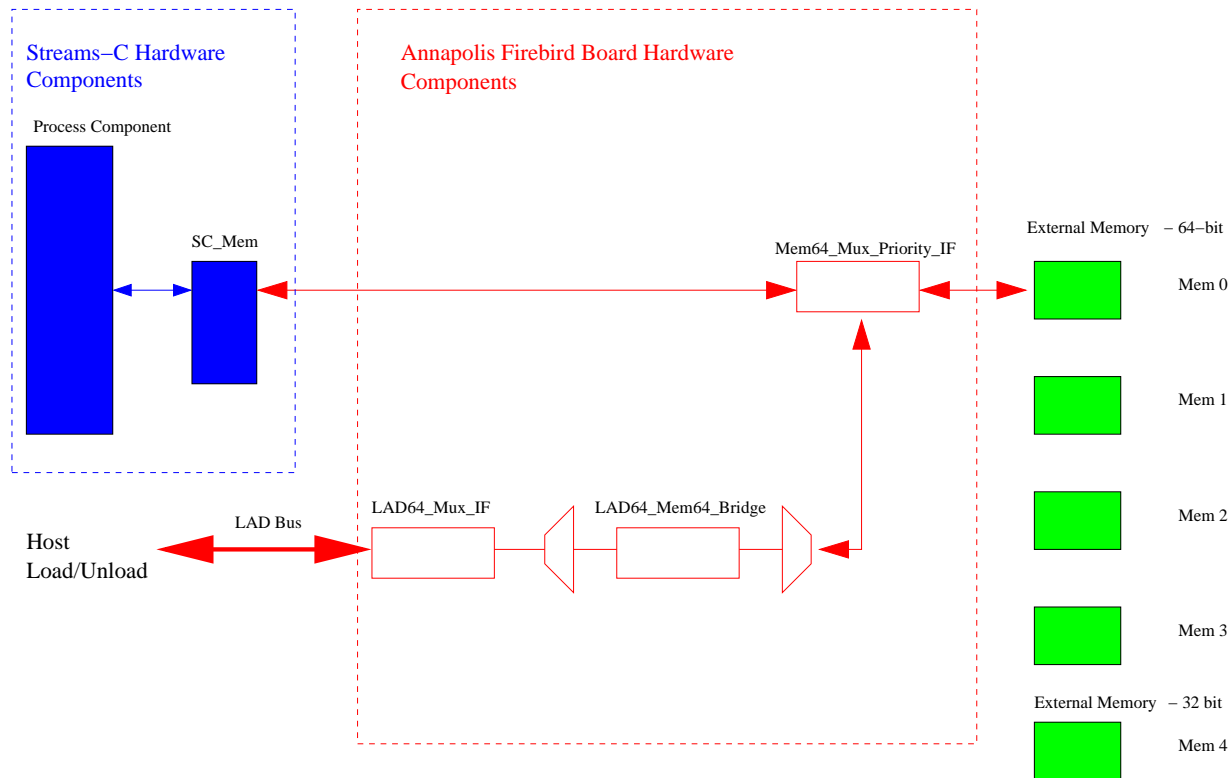 Streams−C Hardware
Components
Annapolis Firebird Board Hardware
Components
Process Component
SC_Mem
Mem64_Mux_Priority_IF
External Memory − 64−bit
Mem 0
Mem 1
LAD64_Mux_IF
LAD64_Mem64_Bridge
LAD Bus
Host
Load/Unload
Mem 2
Mem 3
External Memory − 32 bit
Mem 4